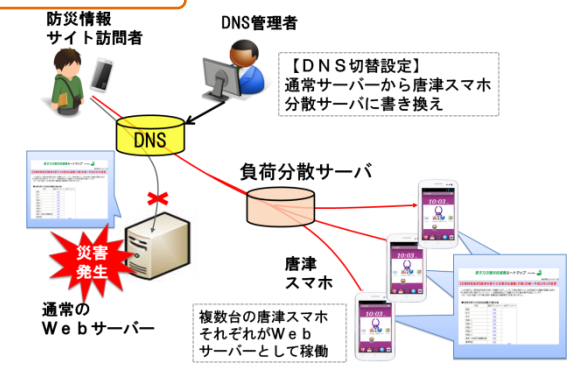 防災情報
サイト訪問者
DNS管理者
【ＤＮＳ切替設定】
通常サーバーから唐津スマホ
分散サーバに書き換え
DNS
負荷分散サーバ
災害
発生
通常の
Ｗｅｂサーバー
唐津
スマホ
複数台の唐津スマホ
それぞれがＷｅｂ
サーバーとして稼働
10:03
10:03
10:03